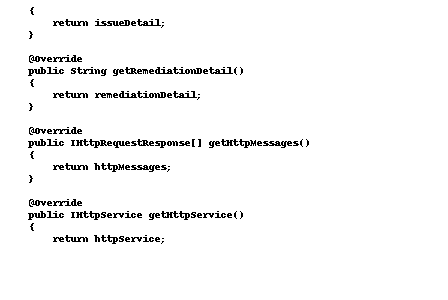 {
return issueDetail;
}
@Override
public String getRemediationDetail()
{
return remediationDetail;
}
@Override
public IHttpRequestResponse[] getHttpMessages()
{
return httpMessages;
}
@Override
public IHttpService getHttpService()
{
return httpService;